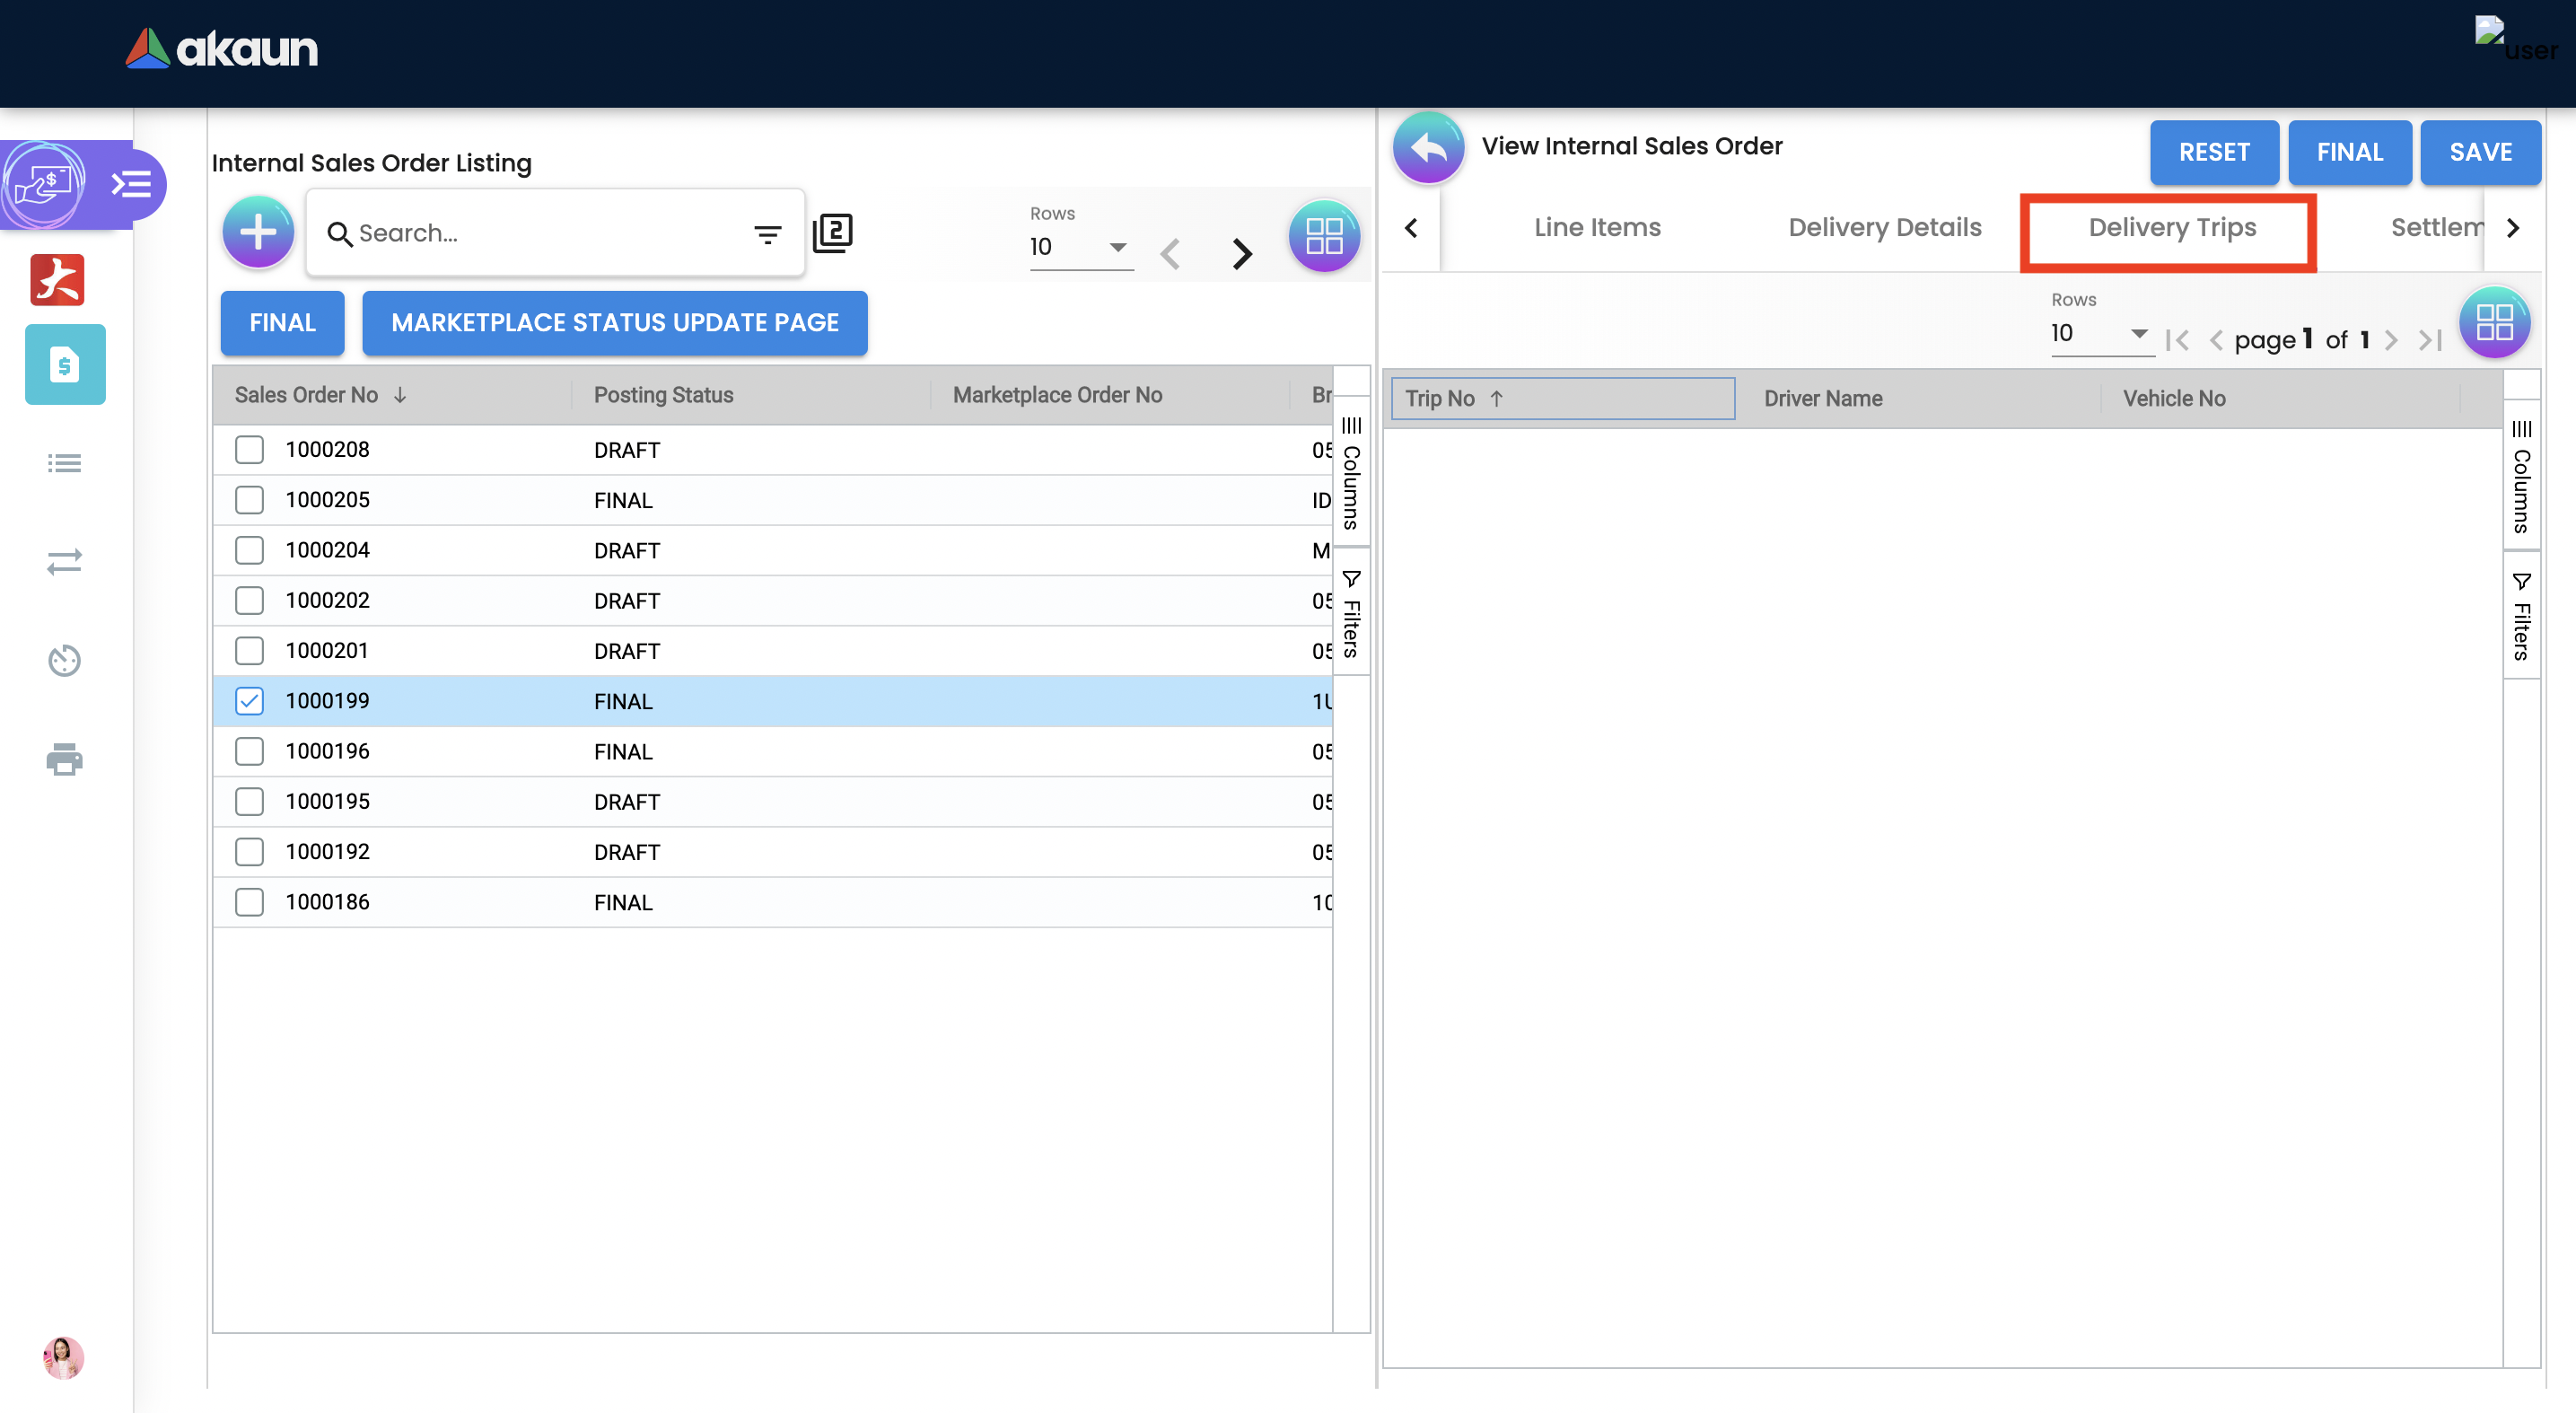 akaun
user
Internal Sales Order Listing
Search...
2
Rows
10
FINAL
MARKETPLACE STATUS UPDATE PAGE
Sales Order No
Posting Status
Marketplace Order No
Br
1000208 DRAFT 05
1000205 FINAL ID
1000204 DRAFT M
1000202 DRAFT 05
1000201 DRAFT 05
1000199 FINAL 1U
1000196 FINAL 05
1000195 DRAFT 05
1000192 DRAFT 05
1000186 FINAL 10
Columns
Filters
View Internal Sales Order
RESET
FINAL
SAVE
Line Items
Delivery Details
Delivery Trips
Settlem
Rows
10
page 1 of 1
Trip No
Driver Name
Vehicle No
Columns
Filters